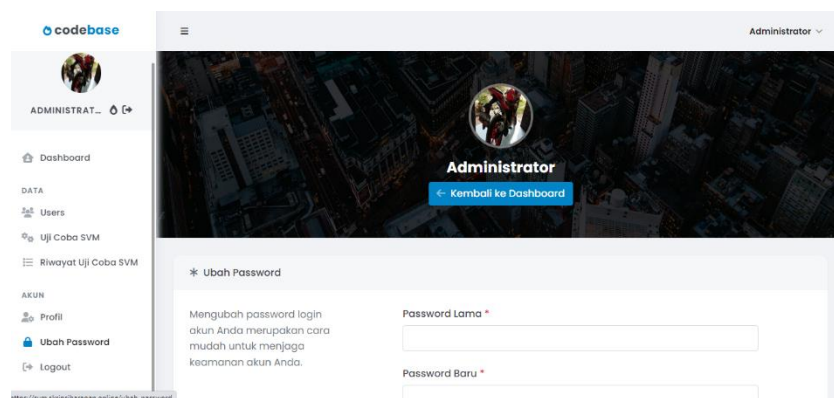 codebase
Administrator
ADMINISTRAT...
Dashboard
DATA
Users
Uji Coba SVM
Riwayat Uji Coba SVM
AKUN
Profil
Ubah Password
Logout
Administrator
← Kembali ke Dashboard
* Ubah Password
Mengubah password login
akun Anda merupakan cara
mudah untuk menjaga
keamanan akun Anda.
Password Lama *
Password Baru *